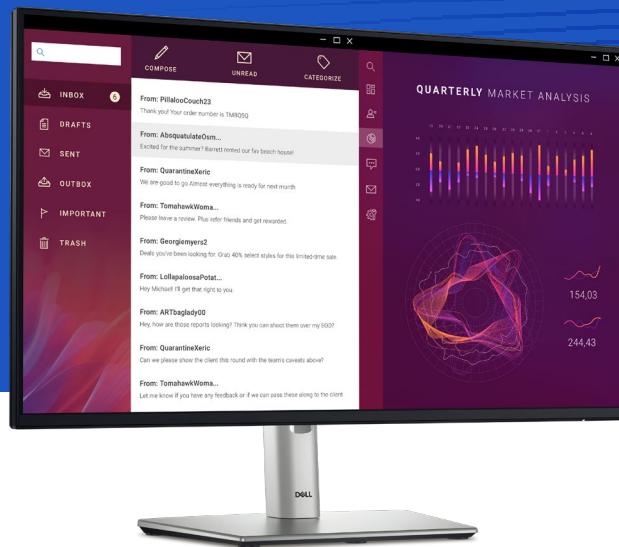 COMPOSE
UNREAD
CATEGORIZE
INBOX 6
DRAFTS
SENT
OUTBOX
IMPORTANT
TRASH
From: PillalooCouch23
Thank you! Your order number is TM8Q5Q
From: AbsquatulateOsm...
Excited for the summer? Barrett rented our fav beach house!
From: QuarantineXeric
We are good to go Almost everything is ready for next month
From: TomahawkWoma...
Please leave a review. Plus refer friends and get rewarded.
From: Georgiemyers2
Deals you've been looking for. Grab 40% select styles for this limited-time sale.
From: LollapaloosaPotat...
Hey Michael! I'll get that right to you.
From: ARTbaglady00
Hey, how are those reports looking? Think you can shoot them over my EOD?
From: QuarantineXeric
Can we please show the client this round with the team's caveats above?
From: TomahawkWoma...
Let me know if you have any feedback or if we can pass these along to the client
QUARTERLY MARKET ANALYSIS
154,03
244,43
DELL